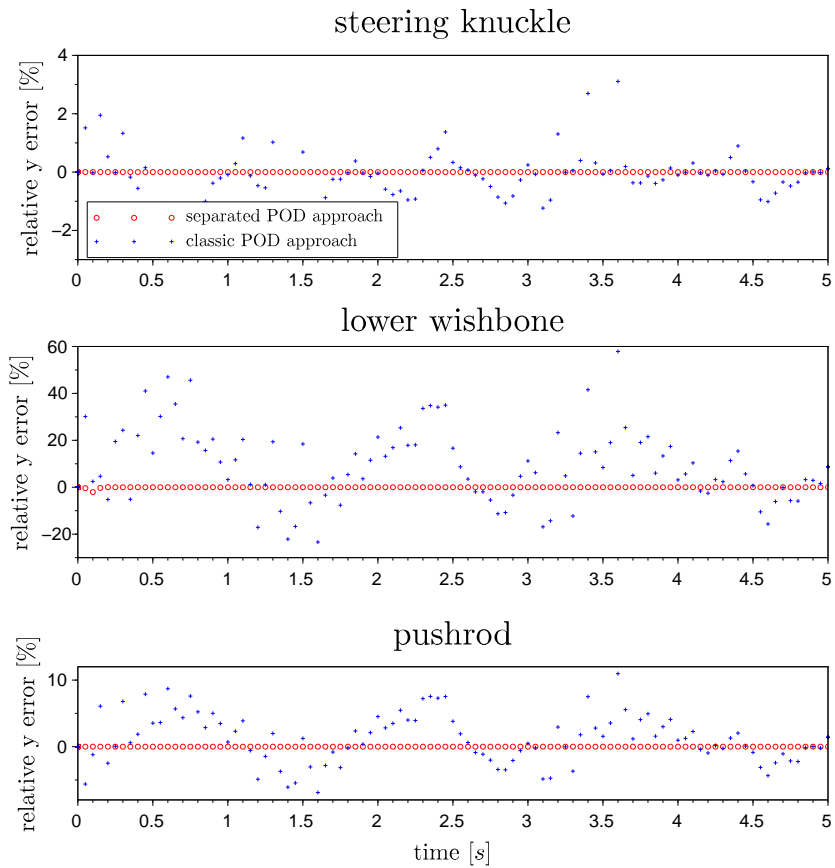 steering knuckle
relative y error [%]
4
2
0
−2
separated POD approach
classic POD approach
0 0.5 1 1.5 2 2.5 3 3.5 4 4.5 5
lower wishbone
relative y error [%]
60
40
20
0
−20
0 0.5 1 1.5 2 2.5 3 3.5 4 4.5 5
pushrod
relative y error [%]
10
0
0 0.5 1 1.5 2 2.5 3 3.5 4 4.5 5
time [s]